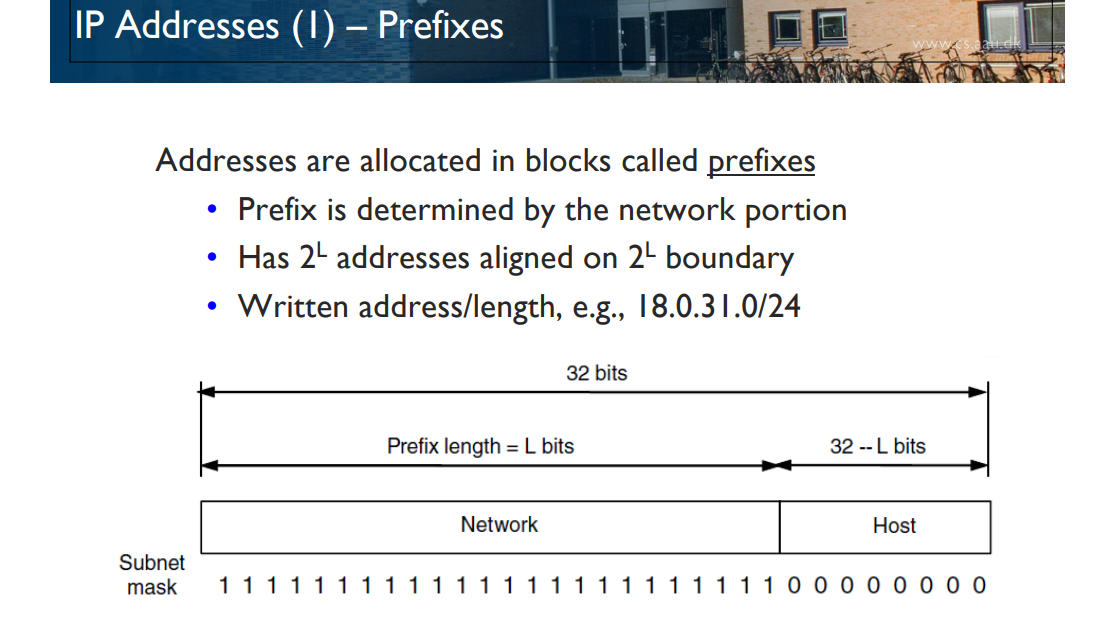 IP Addresses (1) – Prefixes
www.cs.aau.dk
Addresses are allocated in blocks called prefixes
• Prefix is determined by the network portion
• Has 2ᴸ addresses aligned on 2ᴸ boundary
• Written address/length, e.g., 18.0.31.0/24
32 bits
Prefix length = L bits
32 -- L bits
Network
Host
Subnet
mask
1 1 1 1 1 1 1 1 1 1 1 1 1 1 1 1 1 1 1 1 1 1 1 1 0 0 0 0 0 0 0 0